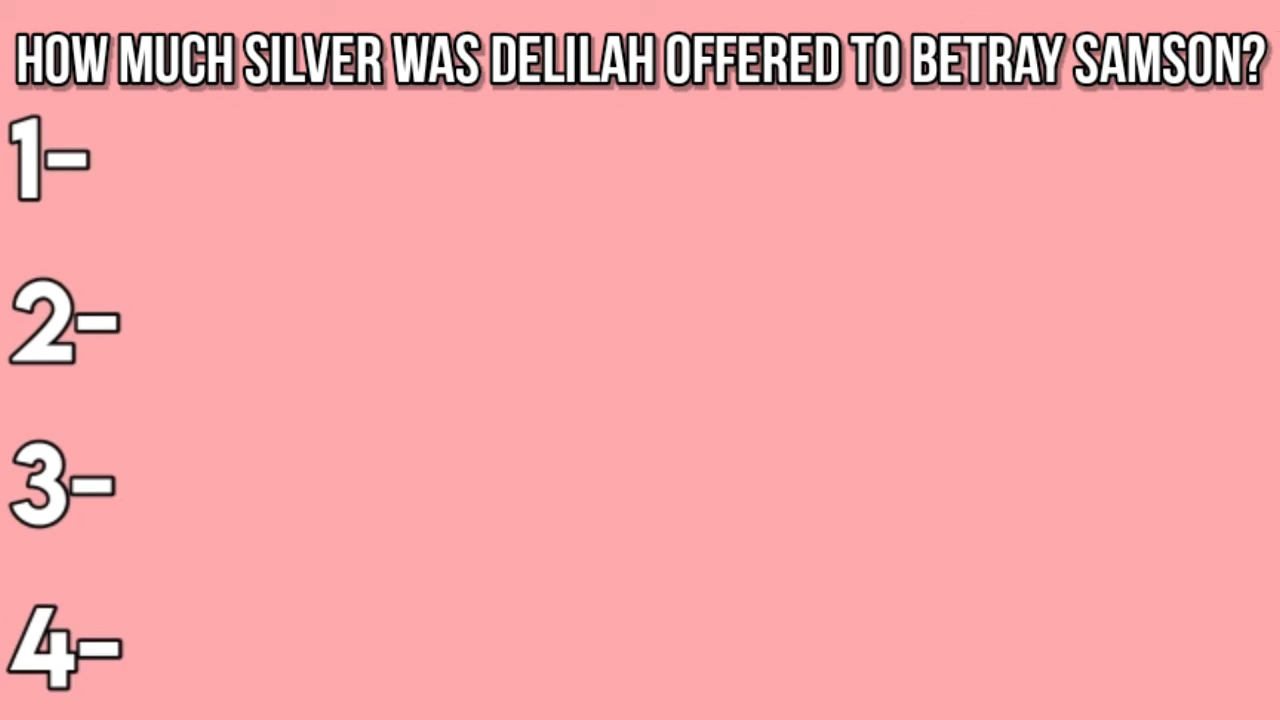 HOW MUCH SILVER WAS DELILAH OFFERED TO BETRAY SAMSON?
1-
2-
3-
4-